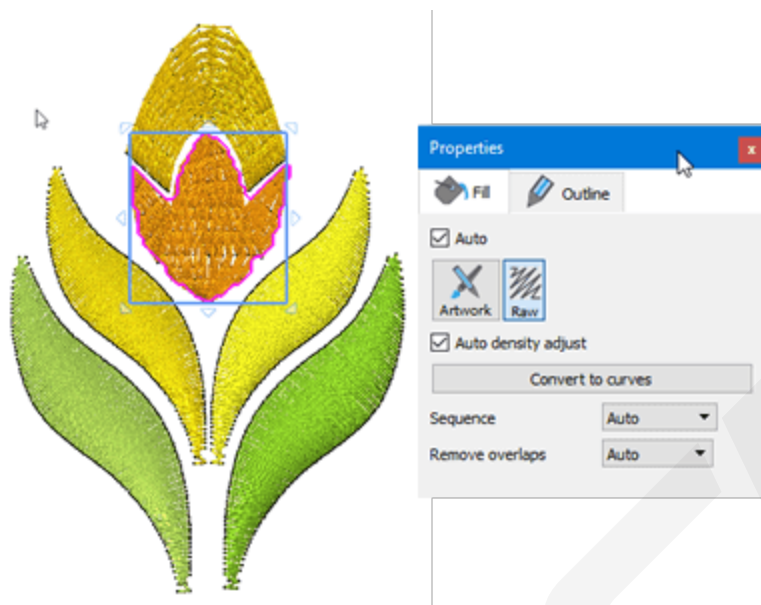 Properties
x
Fill
Outline
Auto
Artwork
Raw
Auto density adjust
Convert to curves
Sequence
Auto
Remove overlaps
Auto